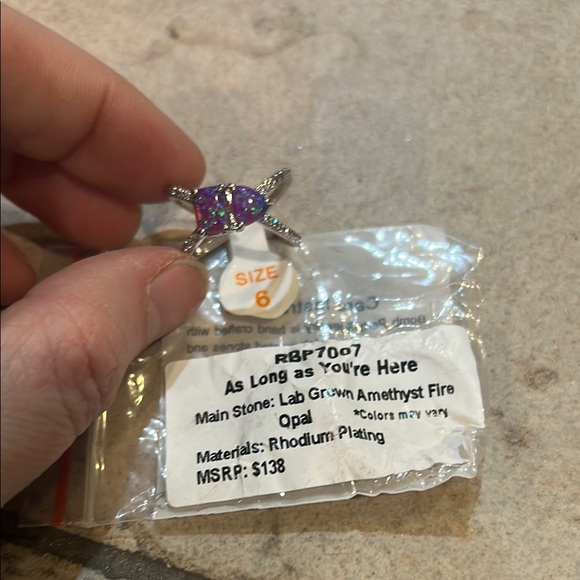 SIZE
6
RBP7007
As Long as You're Here
Main Stone: Lab Grown Amethyst Fire
Opal *Colors may vary
Materials: Rhodium Plating
MSRP: $138